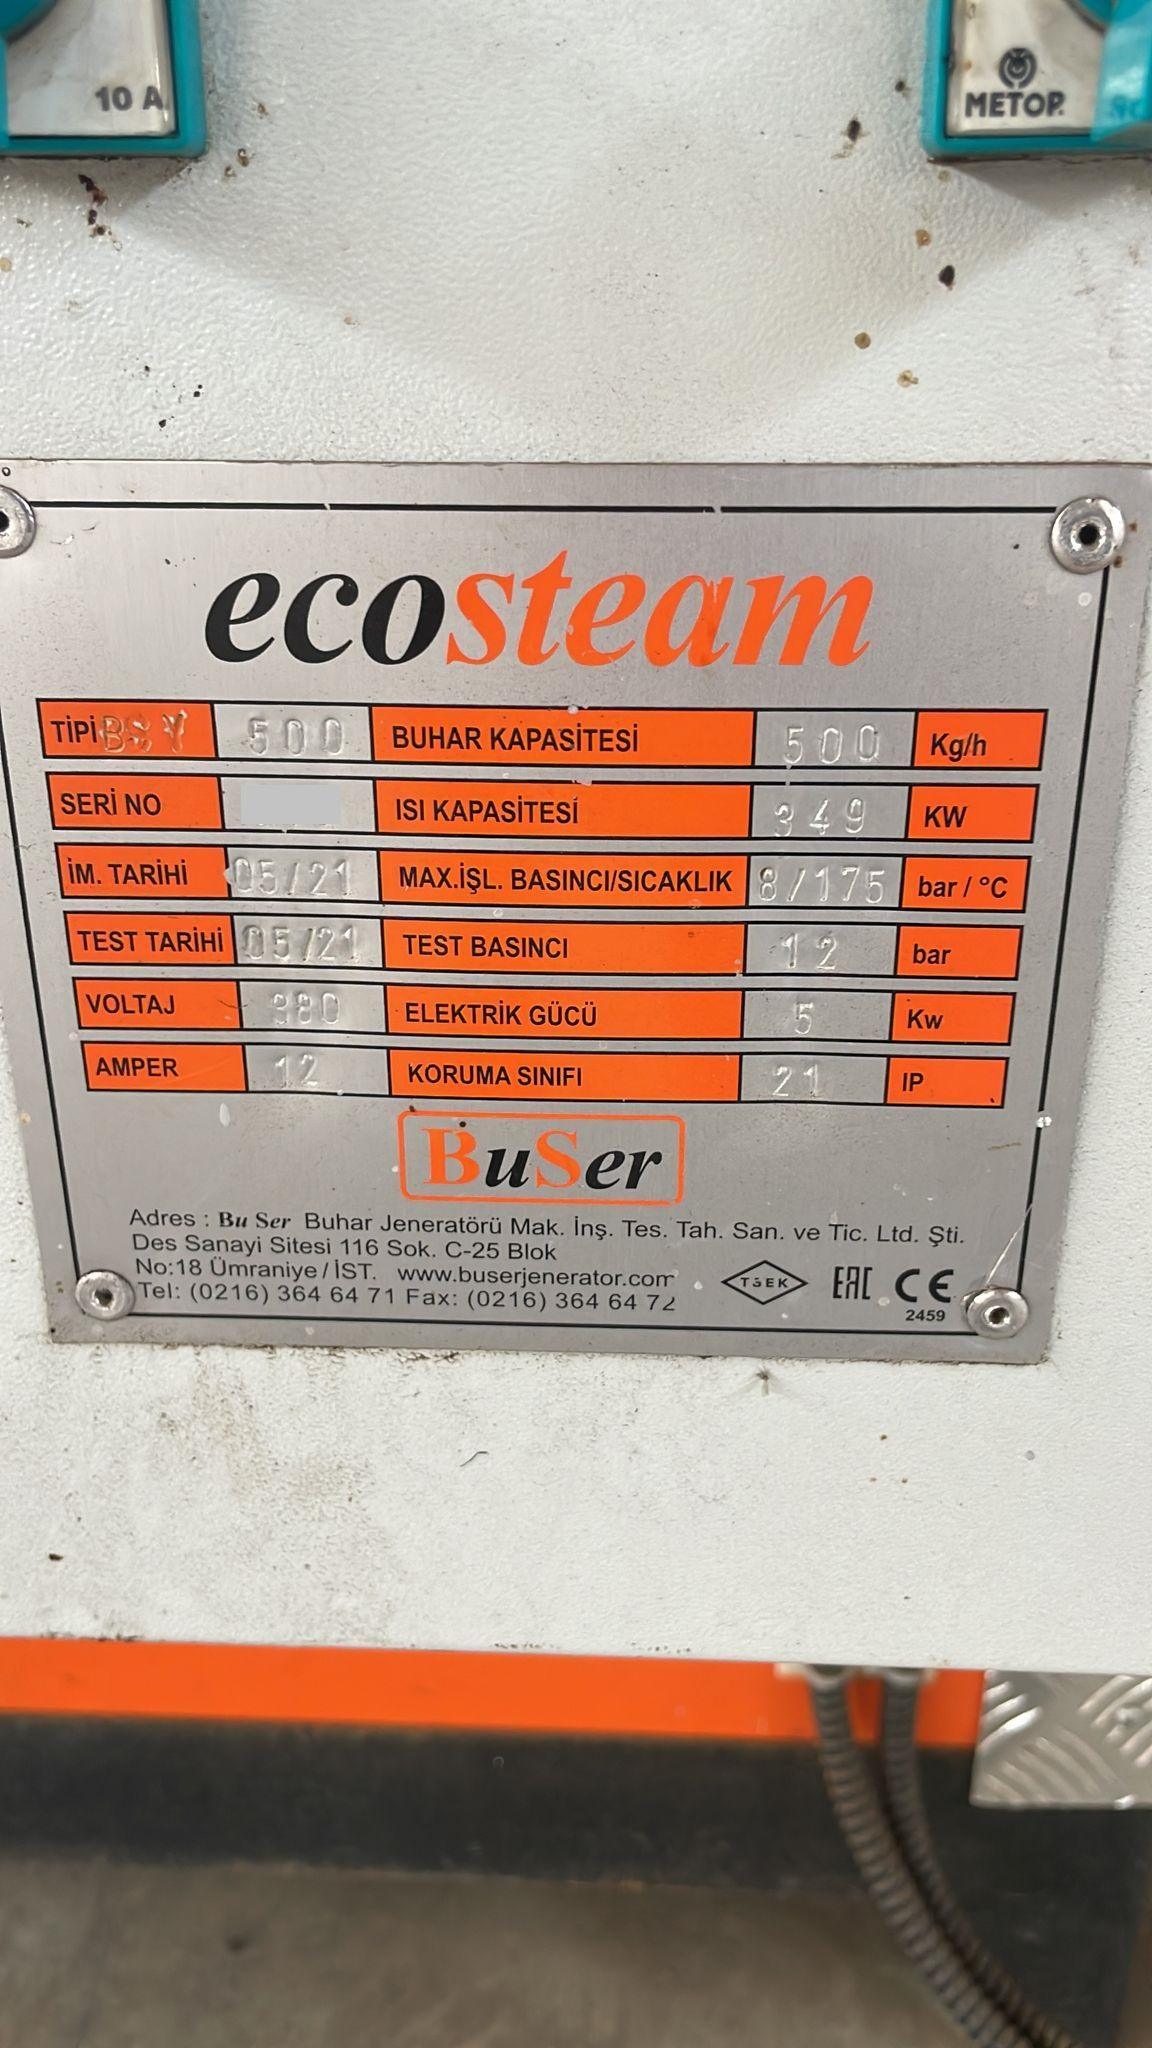 10 A
METOP.
ecosteam
TİPİ BSY 500 BUHAR KAPASİTESİ 500 Kg/h
SERİ NO ISI KAPASİTESİ 349 KW
İM. TARİHİ 05/21 MAX.İŞL. BASINCI/SICAKLIK 8/175 bar / °C
TEST TARİHİ 05/21 TEST BASINCI 12 bar
VOLTAJ 380 ELEKTRİK GÜCÜ 5 Kw
AMPER 12 KORUMA SINIFI 21 IP
BuSer
Adres : Bu Ser Buhar Jeneratörü Mak. İnş. Tes. Tah. San. ve Tic. Ltd. Şti.
Des Sanayi Sitesi 116 Sok. C-25 Blok
No:18 Ümraniye / İST. www.buserjenerator.com
Tel: (0216) 364 64 71 Fax: (0216) 364 64 72
TSEK EAC CE
2459